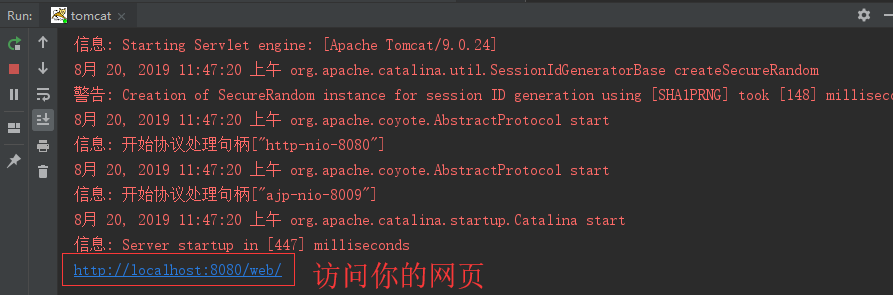 Run: tomcat
信息: Starting Servlet engine: [Apache Tomcat/9.0.24]
8月 20, 2019 11:47:20 上午 org.apache.catalina.util.SessionIdGeneratorBase createSecureRandom
警告: Creation of SecureRandom instance for session ID generation using [SHA1PRNG] took [148] millisec
8月 20, 2019 11:47:20 上午 org.apache.coyote.AbstractProtocol start
信息: 开始协议处理句柄["http-nio-8080"]
8月 20, 2019 11:47:20 上午 org.apache.coyote.AbstractProtocol start
信息: 开始协议处理句柄["ajp-nio-8009"]
8月 20, 2019 11:47:20 上午 org.apache.catalina.startup.Catalina start
信息: Server startup in [447] milliseconds
http://localhost:8080/web/ 访问你的网页